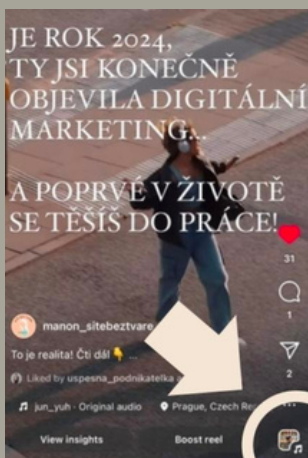 JE ROK 2024,
TY JSI KONEČNĚ
OBJEVILA DIGITÁLNÍ
MARKETING...
A POPRVÉ V ŽIVOTĚ
SE TĚŠÍŠ DO PRÁCE!
31
1
manon_sitebeztvare
2
To je realita! Čti dál 👇 ...
Liked by uspesna_podnikatelka a
jun_yuh · Original audio
Prague, Czech Re
View insights
Boost reel